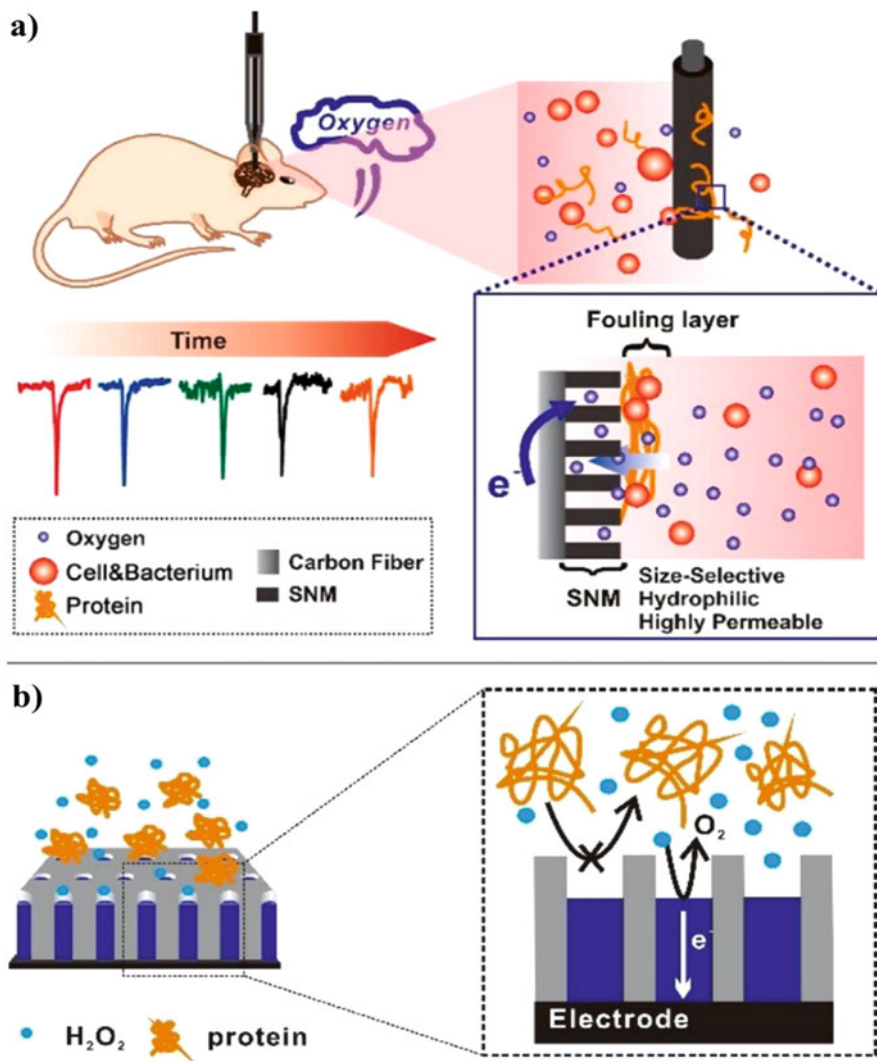 a)
Oxygen
Time
Fouling layer
e⁻
Oxygen
Cell&Bacterium
Protein
Carbon Fiber
SNM
SNM
Size-Selective
Hydrophilic
Highly Permeable
b)
O₂
e⁻
Electrode
H₂O₂
protein